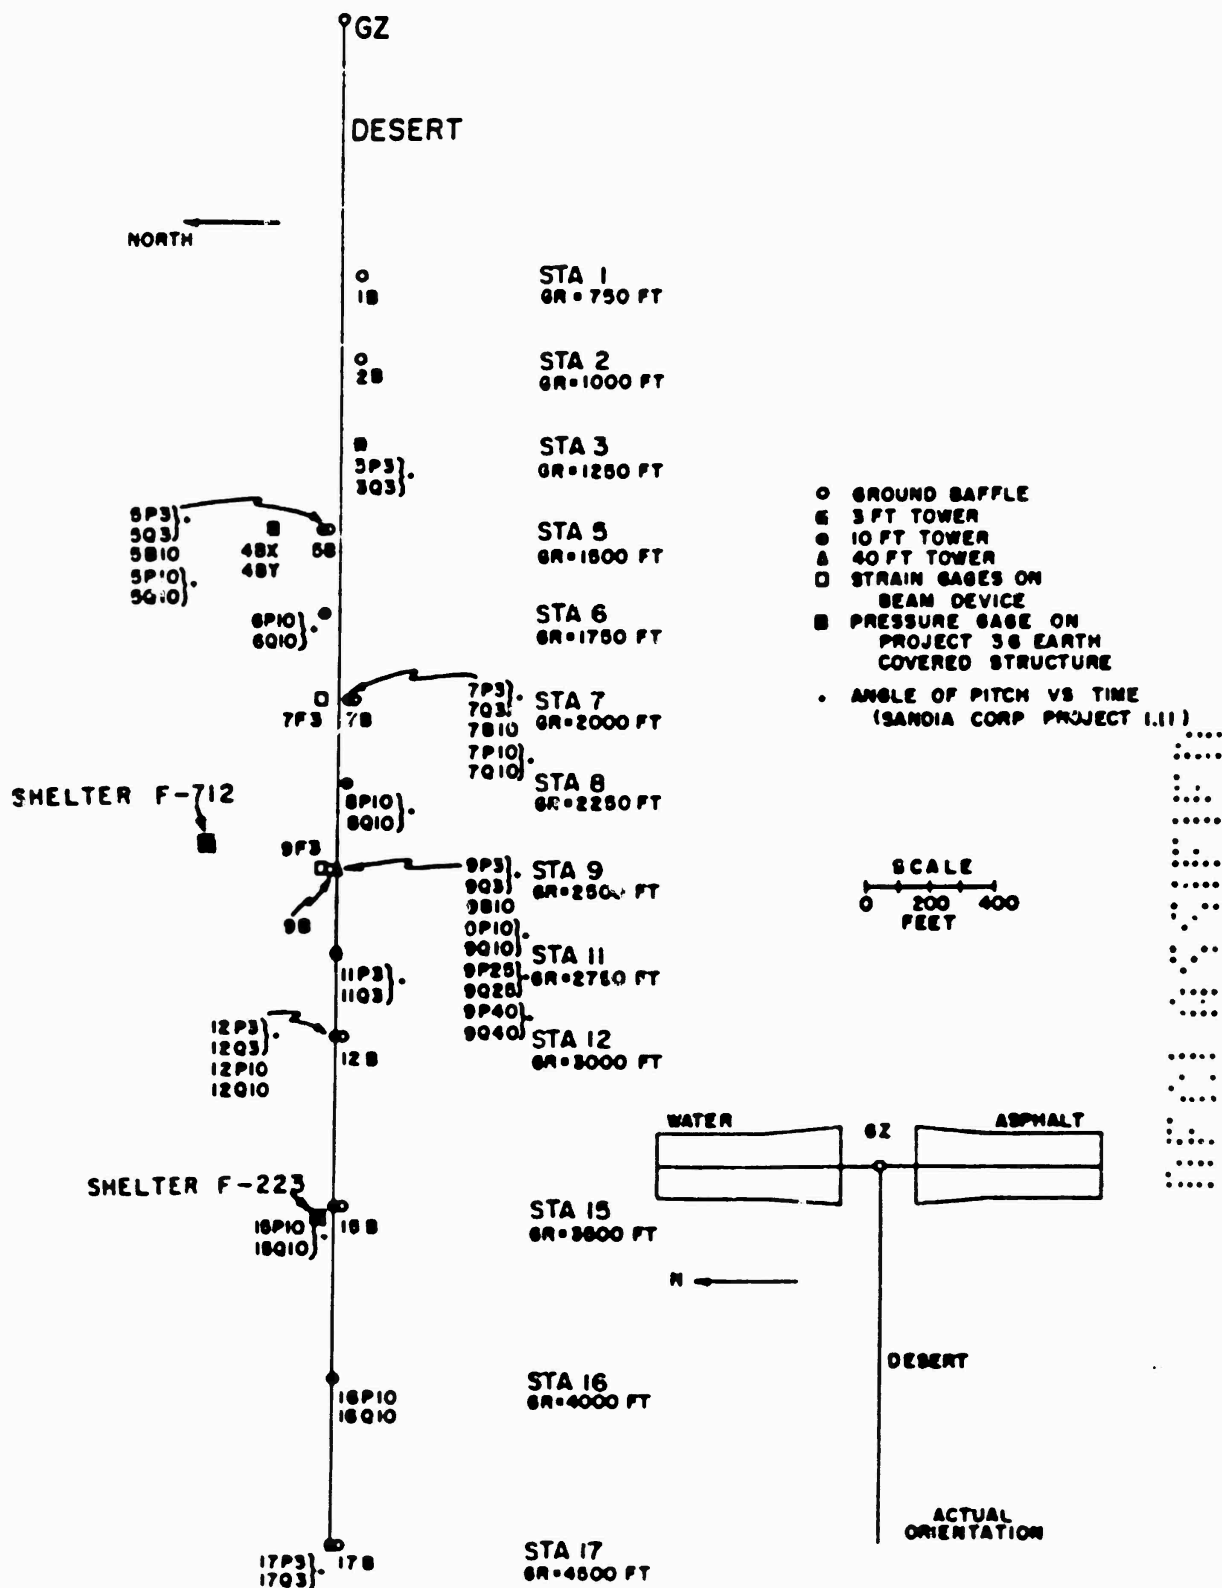 GZ
DESERT
NORTH
1B
STA 1
GR = 750 FT
2B
STA 2
GR = 1000 FT
3P3
3Q3
STA 3
GR = 1250 FT
5P3
5Q3
5B10
5P10
5Q10
48X
48Y
5B
STA 5
GR = 1500 FT
6P10
6Q10
STA 6
GR = 1750 FT
7F3
7B
7P3
7Q3
7B10
7P10
7Q10
STA 7
GR = 2000 FT
SHELTER F-712
8P10
8Q10
STA 8
GR = 2250 FT
9F3
9B
9P3
9Q3
9B10
9P10
9Q10
9P25
9Q25
9P40
9Q40
STA 9
GR = 2500 FT
11P3
11Q3
STA 11
GR = 2750 FT
12P3
12Q3
12P10
12Q10
12B
STA 12
GR = 3000 FT
SHELTER F-223
15P10
15Q10
15B
STA 15
GR = 3500 FT
16P10
16Q10
STA 16
GR = 4000 FT
17P3
17Q3
17B
STA 17
GR = 4500 FT
GROUND BAFFLE
3 FT TOWER
10 FT TOWER
40 FT TOWER
STRAIN GAGES ON
BEAM DEVICE
PRESSURE GAGE ON
PROJECT 3.6 EARTH
COVERED STRUCTURE
ANGLE OF PITCH VS TIME
(SANDIA CORP PROJECT 1.11)
SCALE
0 200 400
FEET
WATER
GZ
ASPHALT
N
DESERT
ACTUAL
ORIENTATION